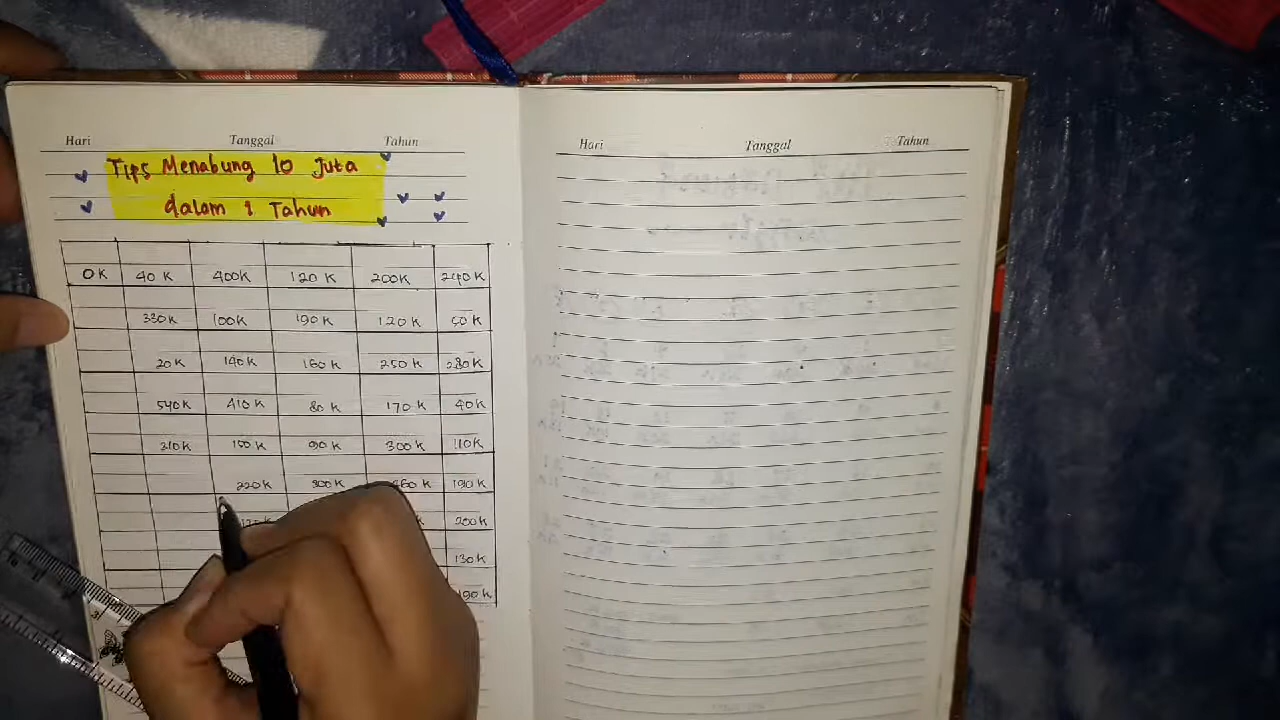 Hari Tanggal Tahun
Tips Menabung 10 Juta
dalam 1 Tahun
0K 40K 400K 120K 200K 240K
330K 100K 190K 120K
20K 140K 160K 250K 280K
540K 410K 80K 170K 40K
310K 150K 90K 300K 110K
220K 300K 190K
200K
130K
190K
Hari Tanggal Tahun